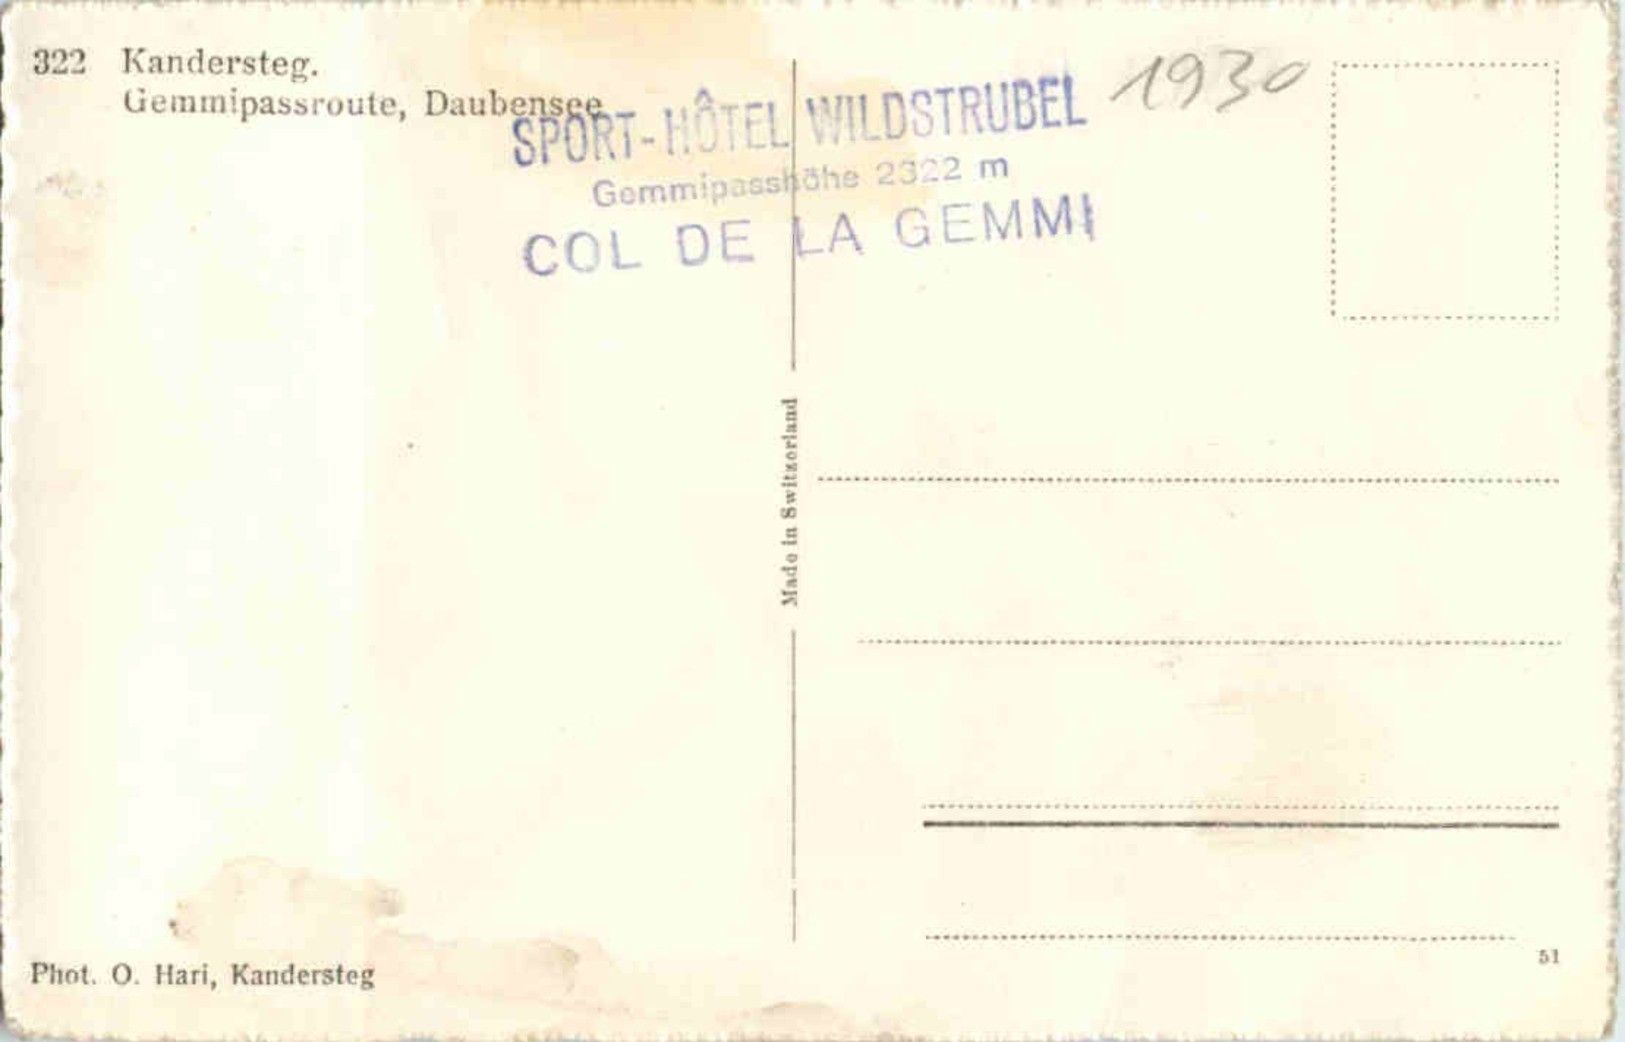 322 Kandersteg.
Gemmipassroute, Daubensee
SPORT-HÔTEL WILDSTRUBEL
Gemmipasshöhe 2322 m
COL DE LA GEMMI
1930
Made in Switzerland
Phot. O. Hari, Kandersteg
51